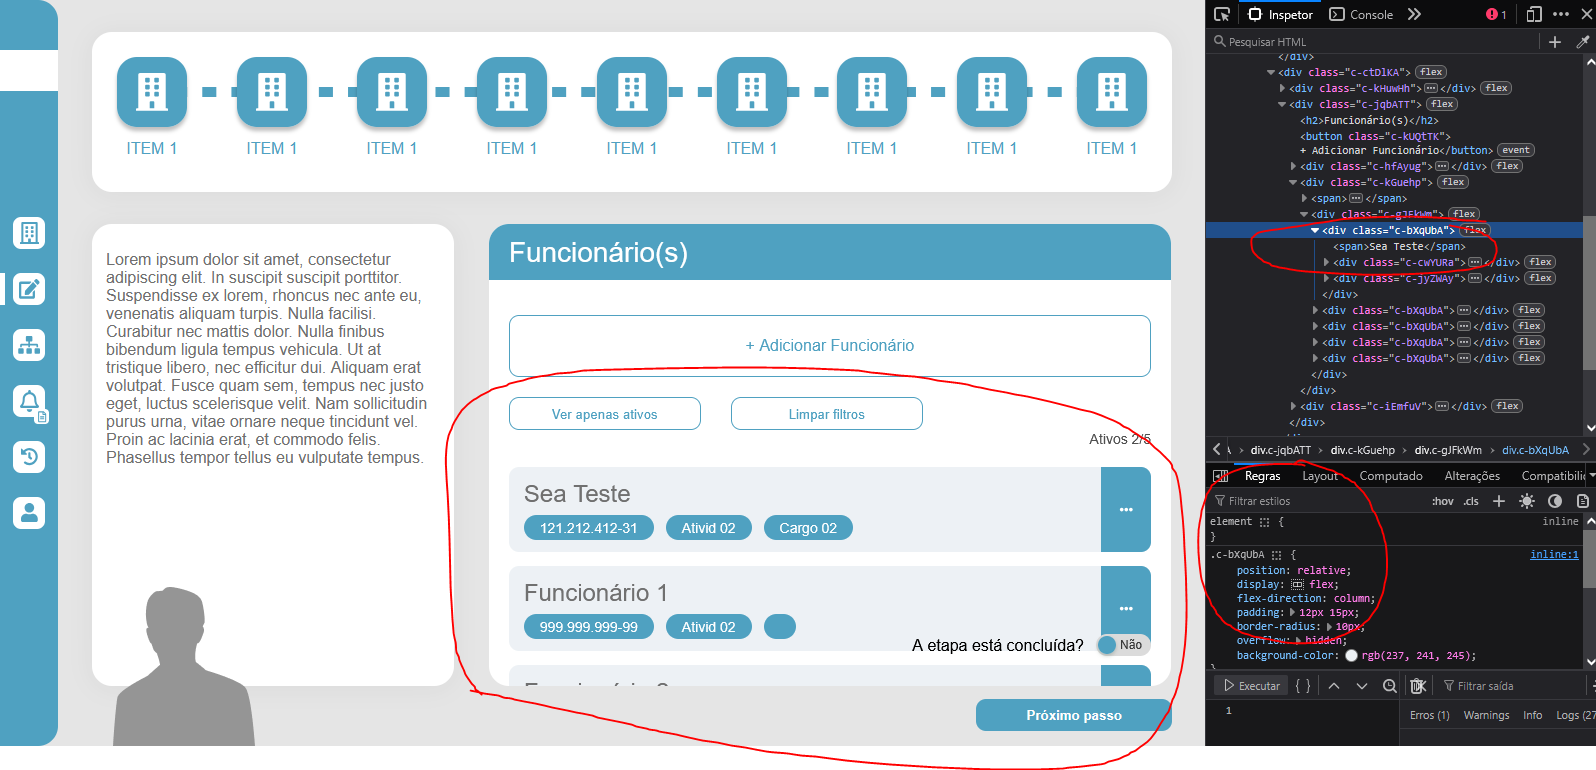 ITEM 1 ITEM 1 ITEM 1 ITEM 1 ITEM 1 ITEM 1 ITEM 1 ITEM 1 ITEM 1
Lorem ipsum dolor sit amet, consectetur
adipiscing elit. In suscipit suscipit porttitor.
Suspendisse ex lorem, rhoncus nec ante eu,
venenatis aliquam turpis. Nulla facilisi.
Curabitur nec mattis dolor. Nulla finibus
bibendum ligula tempus vehicula. Ut at
tristique libero, nec efficitur dui. Aliquam erat
volutpat. Fusce quam sem, tempus nec justo
eget, luctus scelerisque velit. Nam sollicitudin
purus urna, vitae ornare neque tincidunt vel.
Proin ac lacinia erat, et commodo felis.
Phasellus tempor tellus eu vulputate tempus.
Funcionário(s)
+ Adicionar Funcionário
Ver apenas ativos
Limpar filtros
Ativos 2/5
Sea Teste
121.212.412-31 Ativid 02 Cargo 02
•••
Funcionário 1
999.999.999-99 Ativid 02
•••
A etapa está concluída? Não
Próximo passo
Inspetor Console 1
Pesquisar HTML
</div>
<div class="c-ctDlKA"> flex
<div class="c-kHuwHh"> </div> flex
<div class="c-jqbATT"> flex
<h2>Funcionário(s)</h2>
<button class="c-kUQtTK">
+ Adicionar Funcionário</button> event
<div class="c-hfAyug"> </div> flex
<div class="c-kGuehp"> flex
<span> </span>
<div class="c-gJFkWm"> flex
<div class="c-bXqUbA"> flex
<span>Sea Teste</span>
<div class="c-cwYURa"> </div> flex
<div class="c-jyZWAy"> </div> flex
</div>
<div class="c-bXqUbA"> </div> flex
<div class="c-bXqUbA"> </div> flex
<div class="c-bXqUbA"> </div> flex
<div class="c-bXqUbA"> </div> flex
</div>
</div>
<div class="c-iEmfuV"> </div> flex
</div>
div.c-jqbATT div.c-kGuehp div.c-gJFkWm div.c-bXqUbA
Regras Layout Computado Alterações Compatibilid
Filtrar estilos :hov .cls
element { inline
}
.c-bXqUbA { inline:1
position: relative;
display: flex;
flex-direction: column;
padding: 12px 15px;
border-radius: 10px;
overflow: hidden;
background-color: rgb(237, 241, 245);
}
Executar { } Filtrar saída
1
Erros (1) Warnings Info Logs (27